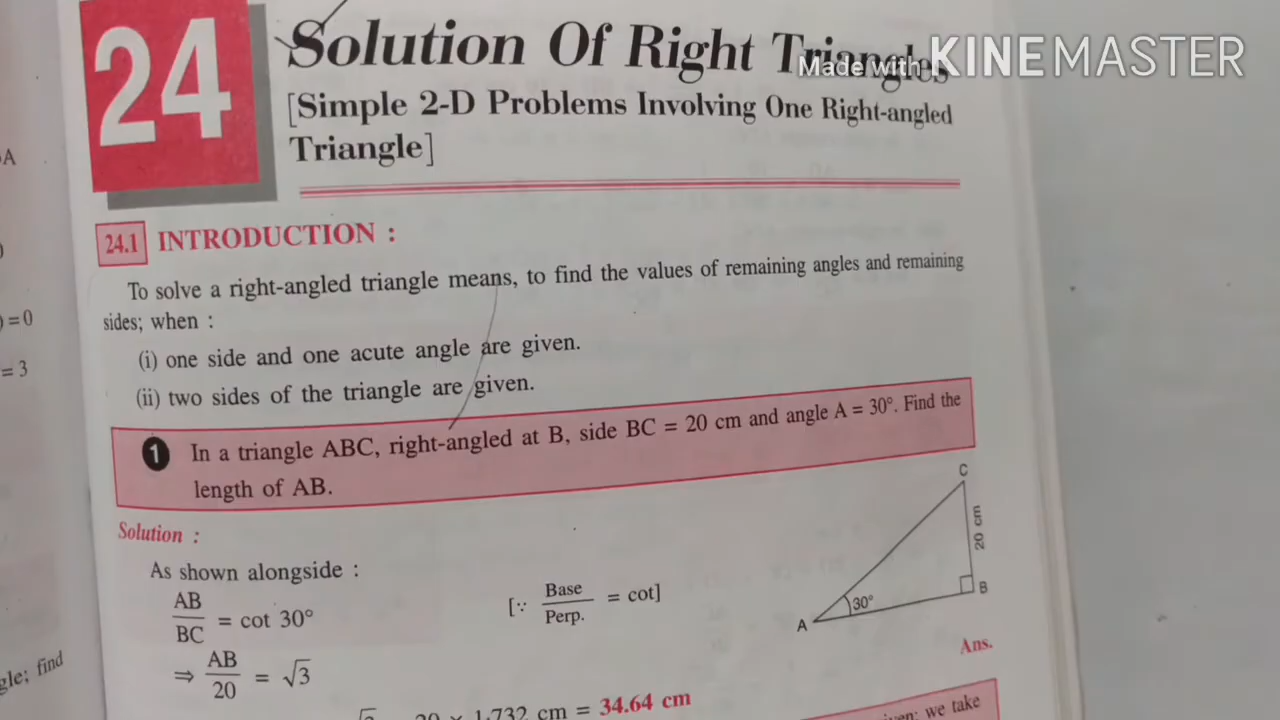 24
Solution Of Right Triangles
Made with KINEMASTER
[Simple 2-D Problems Involving One Right-angled
Triangle]
A
24.1 INTRODUCTION :
To solve a right-angled triangle means, to find the values of remaining angles and remaining
sides; when :
) = 0
(i) one side and one acute angle are given.
= 3
(ii) two sides of the triangle are given.
1 In a triangle ABC, right-angled at B, side BC = 20 cm and angle A = 30°. Find the
length of AB.
Solution :
As shown alongside :
AB/BC = cot 30° [∵ Base/Perp. = cot]
C
20 cm
B
30°
A
⇒ AB/20 = √3
Ans.
gle; find
20 × 1.732 cm = 34.64 cm
we take